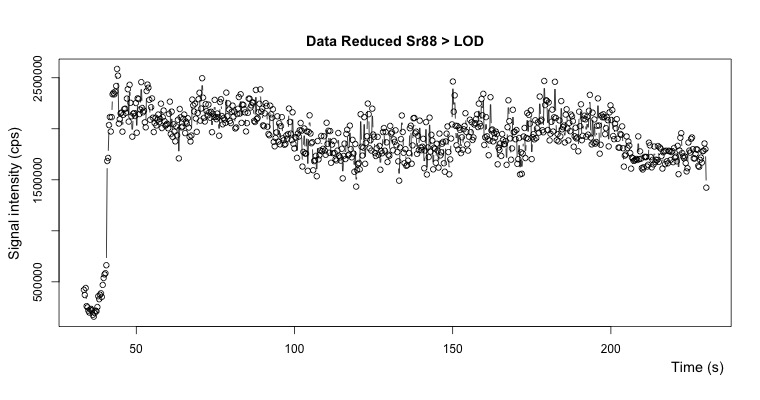 Data Reduced Sr88 > LOD
Signal intensity (cps)
2500000
1500000
500000
50
100
150
200
Time (s)